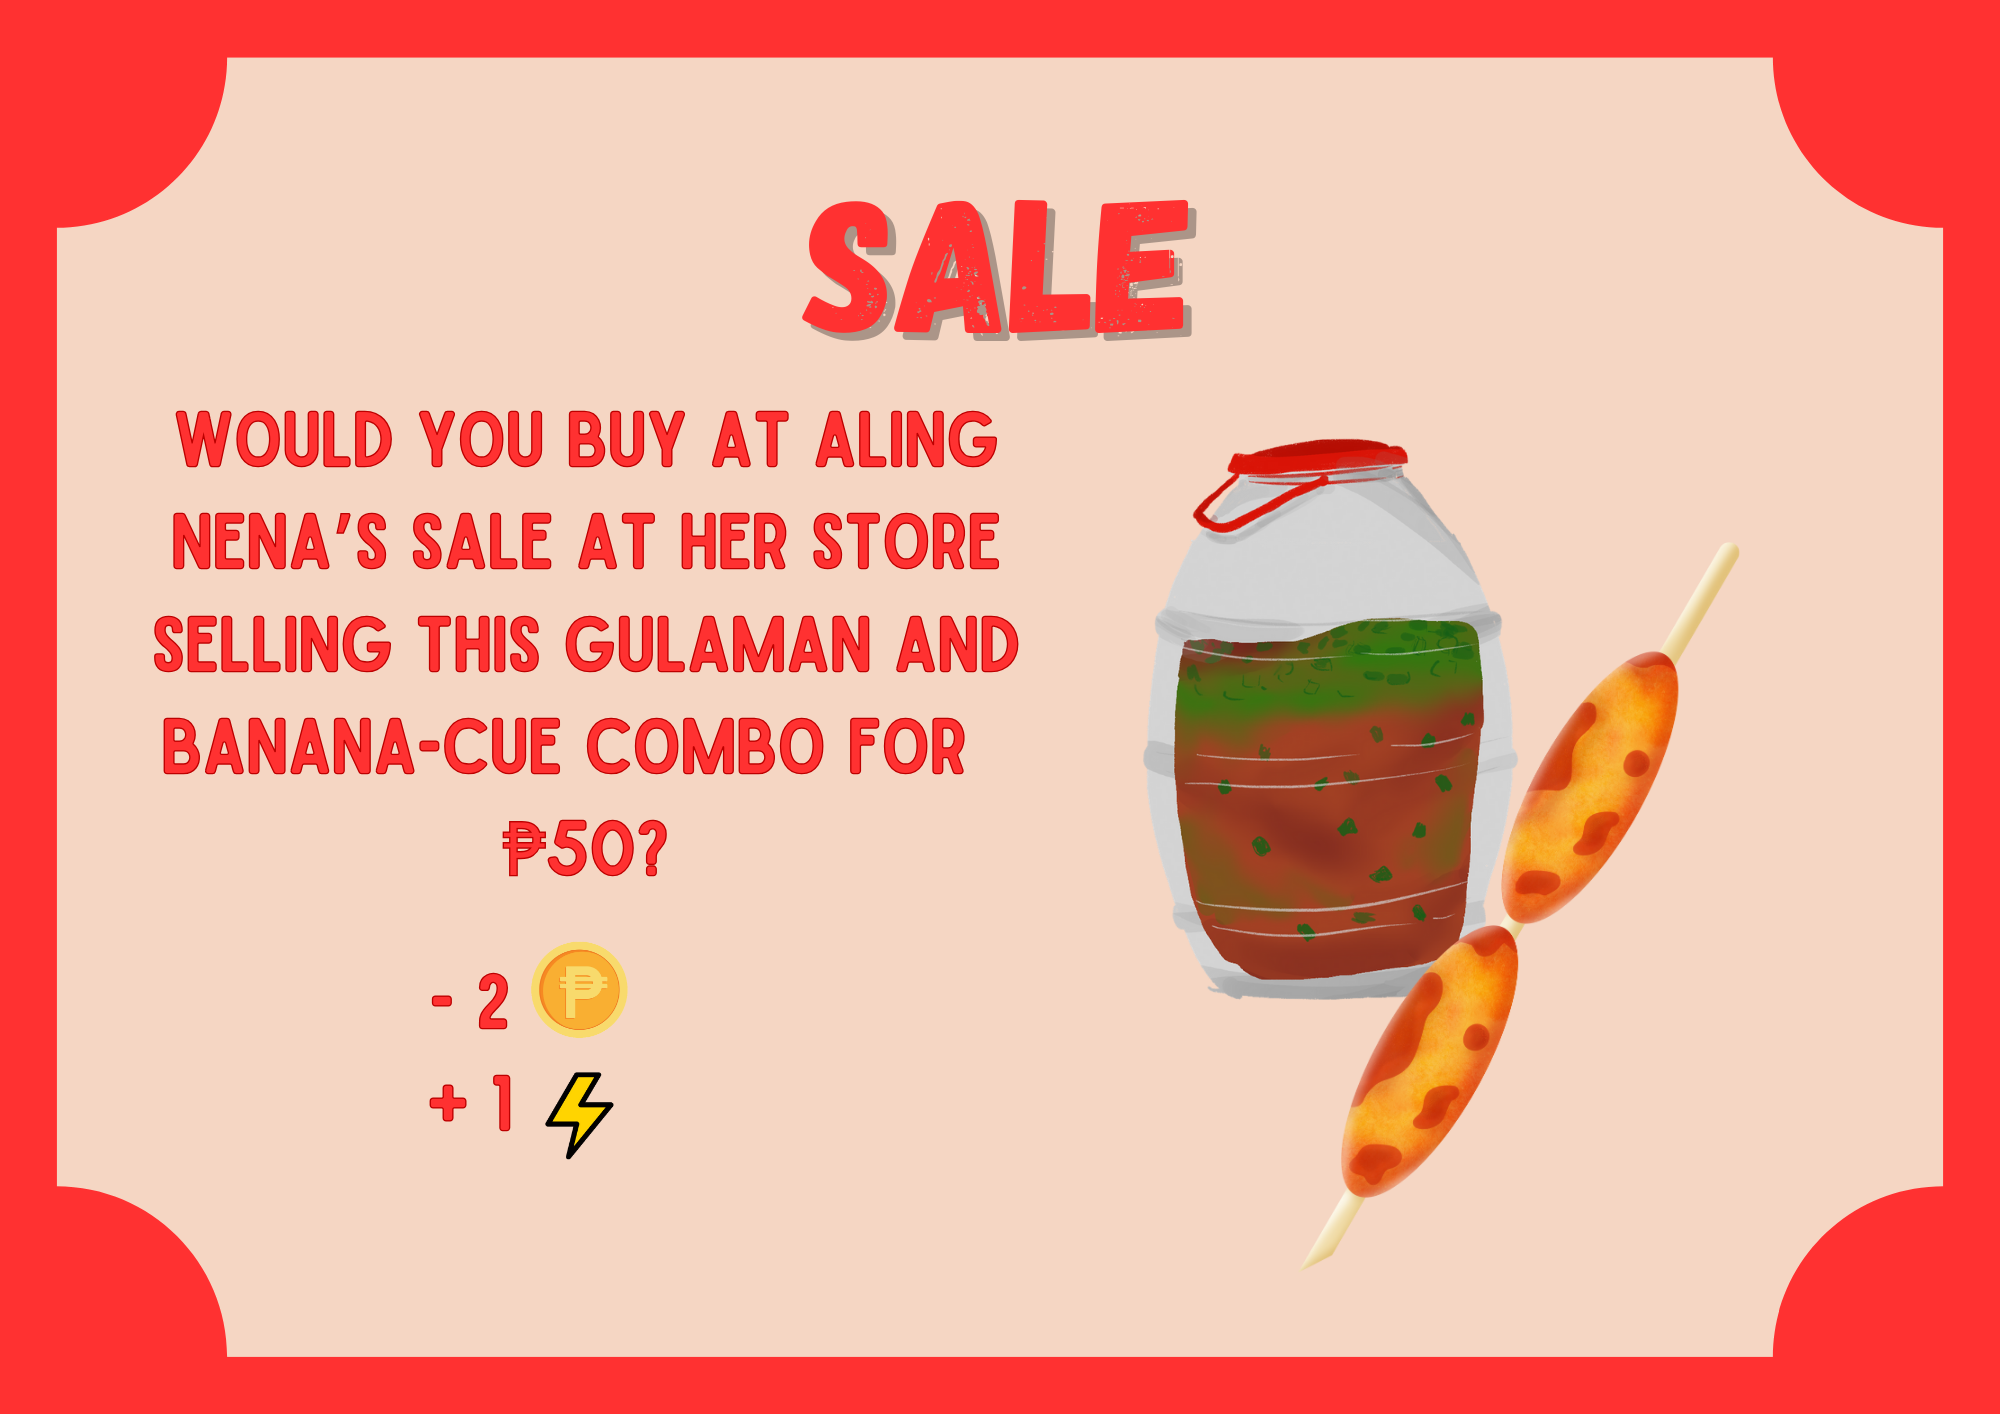 SALE
WOULD YOU BUY AT ALING
NENA'S SALE AT HER STORE
SELLING THIS GULAMAN AND
BANANA-CUE COMBO FOR
₱50?
- 2 ₱
+ 1